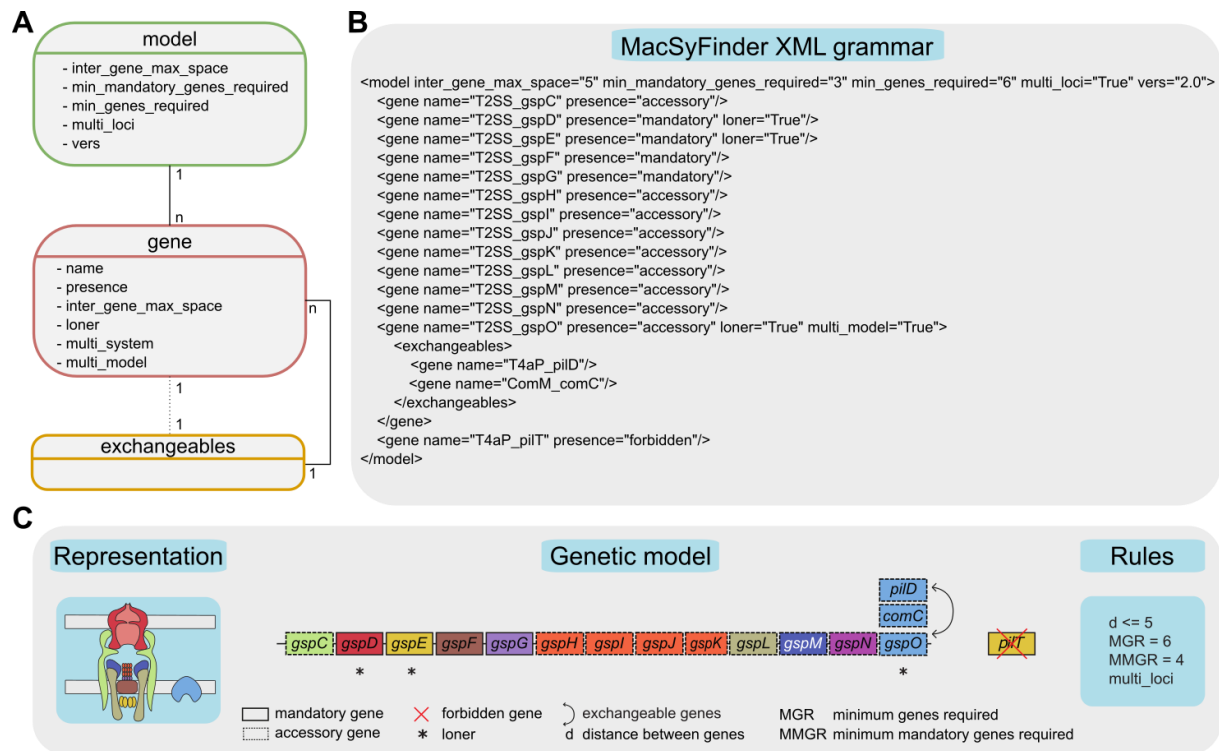 A
model
- inter_gene_max_space
- min_mandatory_genes_required
- min_genes_required
- multi_loci
- vers
1
n
gene
- name
- presence
- inter_gene_max_space
- loner
- multi_system
- multi_model
n
1
1
exchangeables
1
B
MacSyFinder XML grammar
<model inter_gene_max_space="5" min_mandatory_genes_required="3" min_genes_required="6" multi_loci="True" vers="2.0">
<gene name="T2SS_gspC" presence="accessory"/>
<gene name="T2SS_gspD" presence="mandatory" loner="True"/>
<gene name="T2SS_gspE" presence="mandatory" loner="True"/>
<gene name="T2SS_gspF" presence="mandatory"/>
<gene name="T2SS_gspG" presence="mandatory"/>
<gene name="T2SS_gspH" presence="accessory"/>
<gene name="T2SS_gspI" presence="accessory"/>
<gene name="T2SS_gspJ" presence="accessory"/>
<gene name="T2SS_gspK" presence="accessory"/>
<gene name="T2SS_gspL" presence="accessory"/>
<gene name="T2SS_gspM" presence="accessory"/>
<gene name="T2SS_gspN" presence="accessory"/>
<gene name="T2SS_gspO" presence="accessory" loner="True" multi_model="True">
<exchangeables>
<gene name="T4aP_pilD"/>
<gene name="ComM_comC"/>
</exchangeables>
</gene>
<gene name="T4aP_pilT" presence="forbidden"/>
</model>
C
Representation
Genetic model
Rules
pilD
comC
gspC gspD gspE gspF gspG gspH gspI gspJ gspK gspL gspM gspN gspO pilT
* * *
d <= 5
MGR = 6
MMGR = 4
multi_loci
mandatory gene forbidden gene exchangeable genes MGR minimum genes required
accessory gene * loner d distance between genes MMGR minimum mandatory genes required